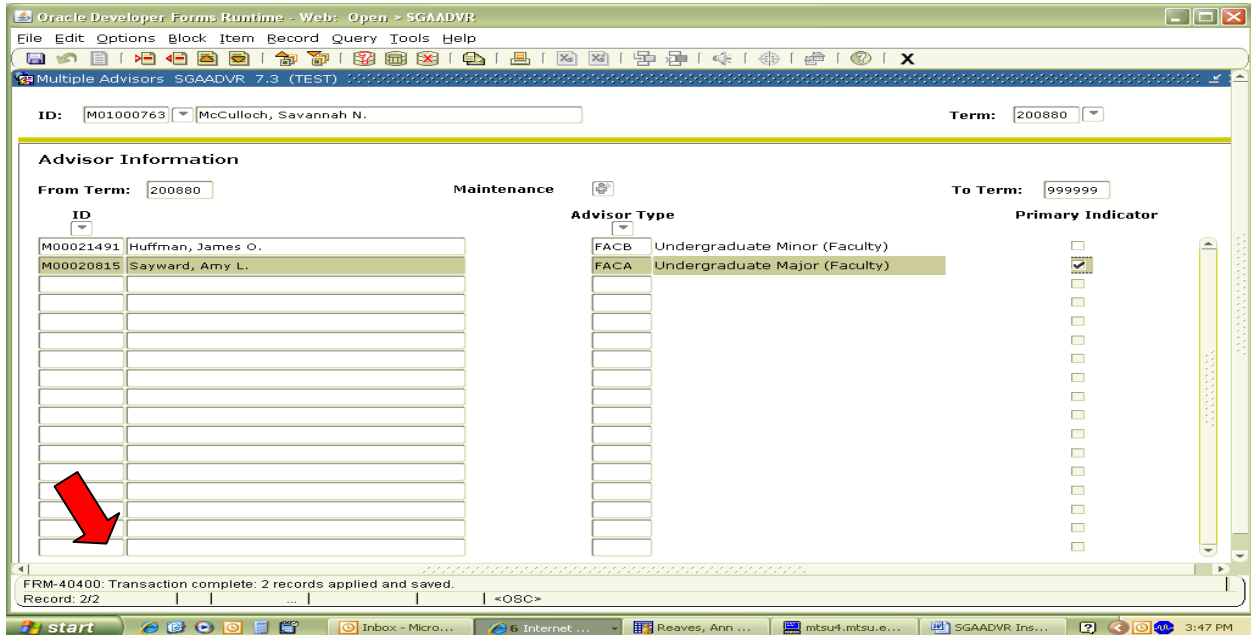 Oracle Developer Forms Runtime - Web: Open > SGAADVR
File Edit Options Block Item Record Query Tools Help
Multiple Advisors SGAADVR 7.3 (TEST)
ID: M01000763 McCulloch, Savannah N. Term: 200880
Advisor Information
From Term: 200880 Maintenance To Term: 999999
ID Advisor Type Primary Indicator
M00021491 Huffman, James O. FACB Undergraduate Minor (Faculty)
M00020815 Sayward, Amy L. FACA Undergraduate Major (Faculty)
FRM-40400: Transaction complete: 2 records applied and saved.
Record: 2/2 ... <OSC>
start Inbox - Micro... 6 Internet ... Reaves, Ann ... mtsu4.mtsu.e... SGAADVR Ins... 3:47 PM